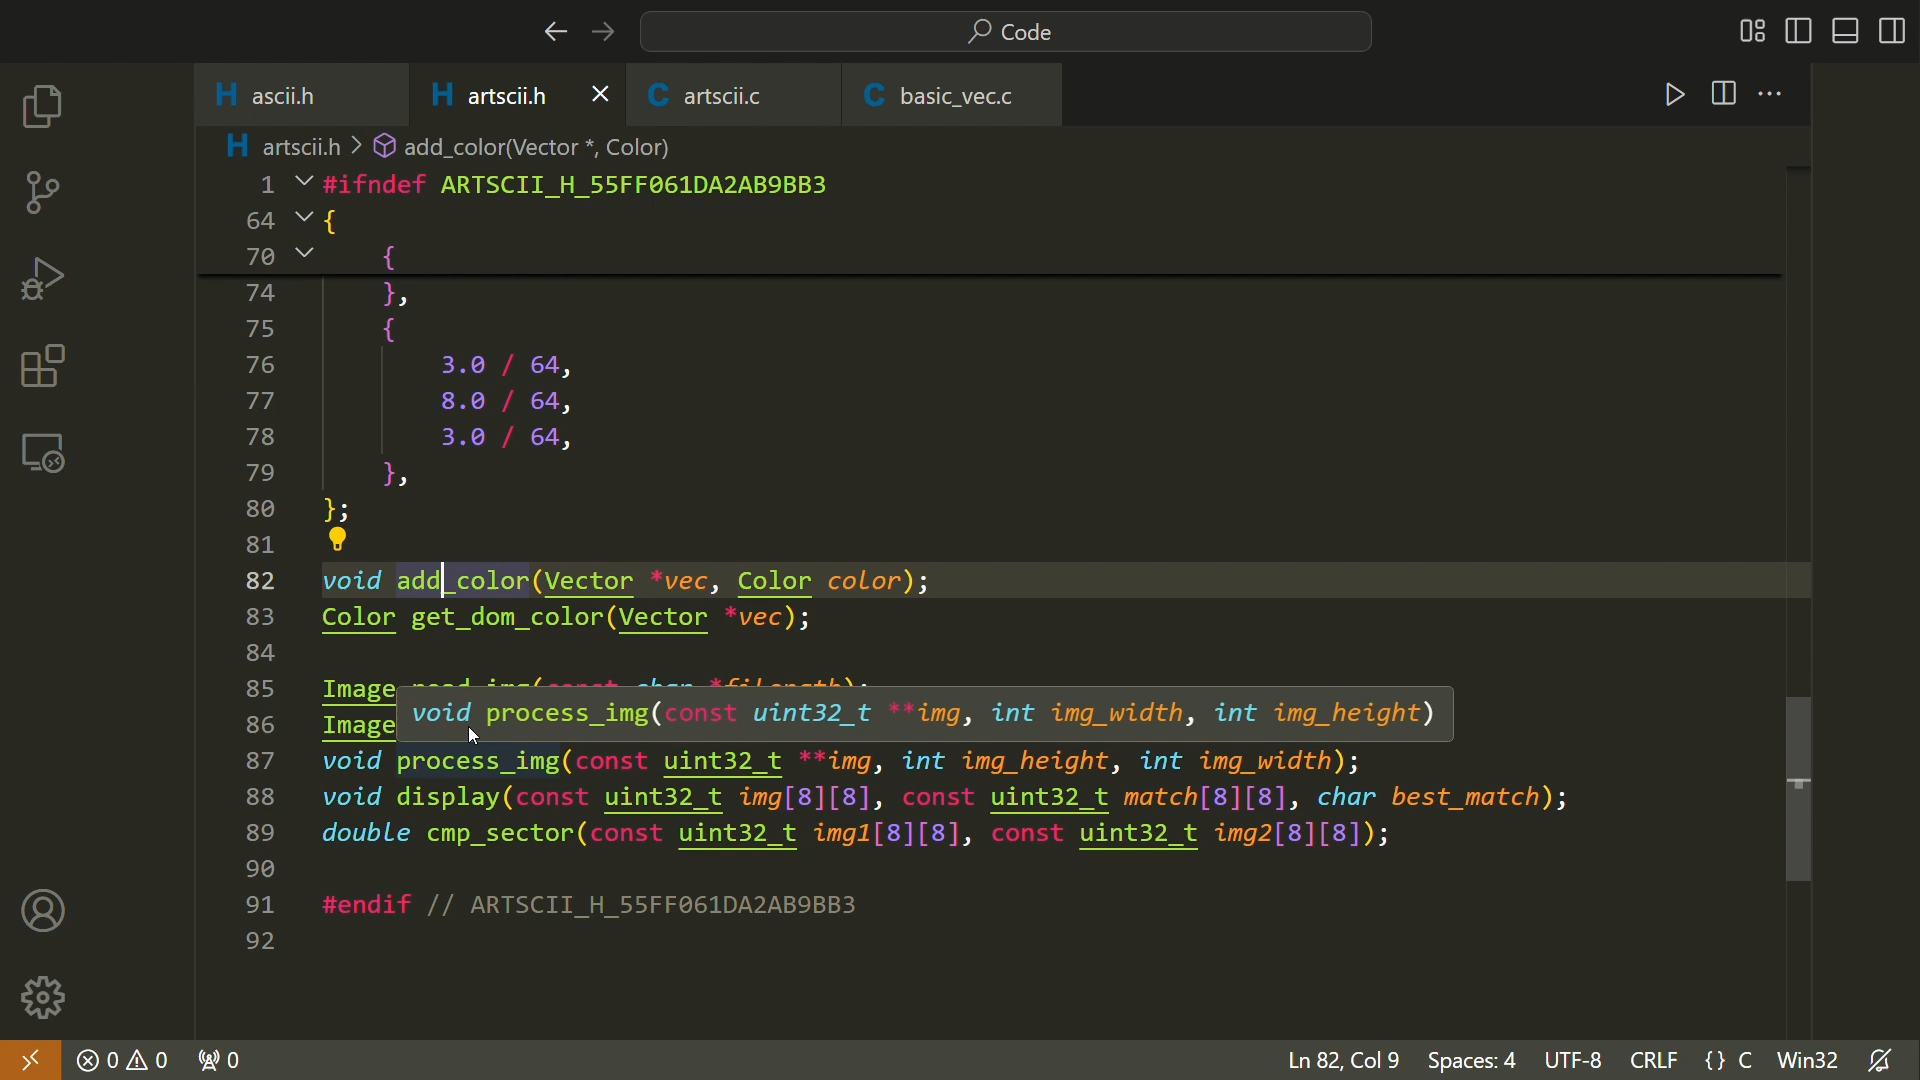 Code
ascii.h artscii.h artscii.c basic_vec.c
artscii.h > add_color(Vector *, Color)
1 #ifndef ARTSCII_H_55FF061DA2AB9BB3
64 {
70 {
74 },
75 {
76 3.0 / 64,
77 8.0 / 64,
78 3.0 / 64,
79 },
80 };
81
82 void add_color(Vector *vec, Color color);
83 Color get_dom_color(Vector *vec);
84
85 Image read_img(const char *filepath);
86 Image
void process_img(const uint32_t **img, int img_width, int img_height)
87 void process_img(const uint32_t **img, int img_height, int img_width);
88 void display(const uint32_t img[8][8], const uint32_t match[8][8], char best_match);
89 double cmp_sector(const uint32_t img1[8][8], const uint32_t img2[8][8]);
90
91 #endif // ARTSCII_H_55FF061DA2AB9BB3
92
0 0 0 Ln 82, Col 9 Spaces: 4 UTF-8 CRLF {} C Win32